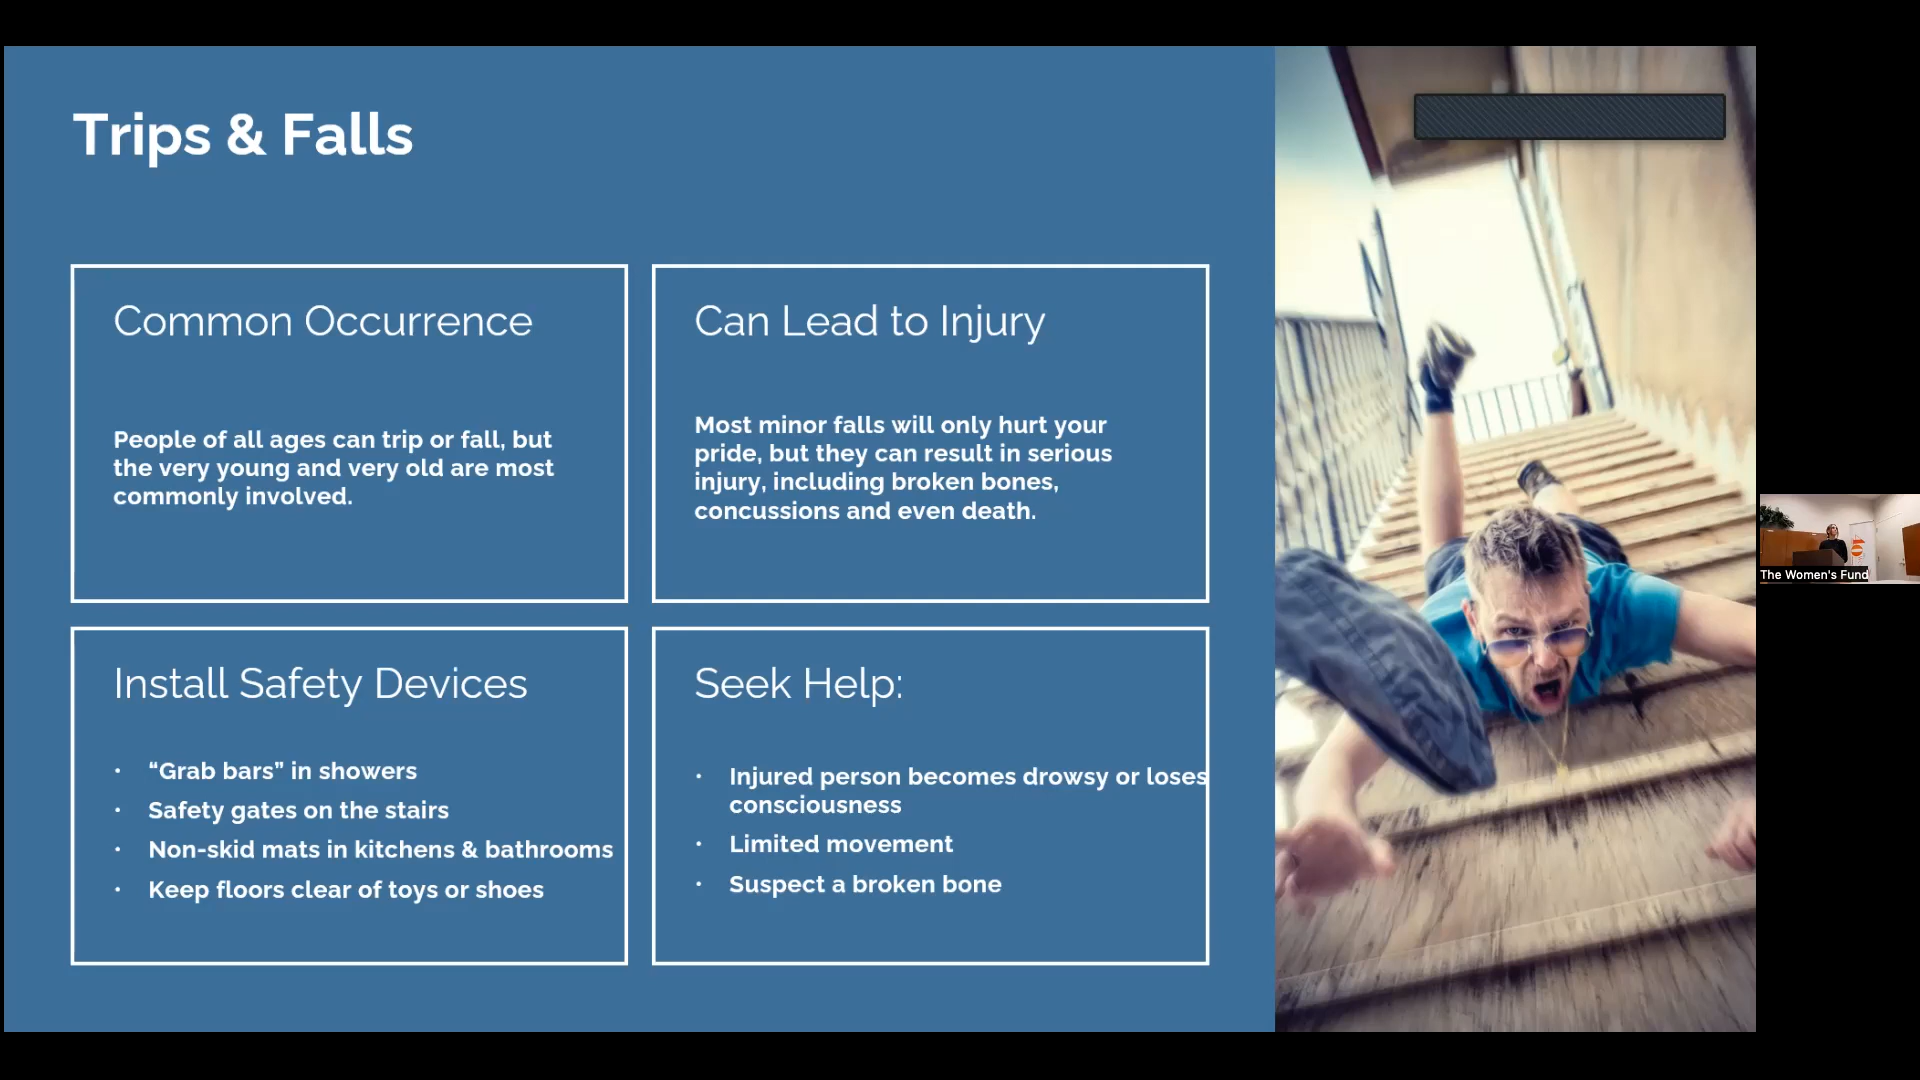 Trips & Falls
Common Occurrence
People of all ages can trip or fall, but
the very young and very old are most
commonly involved.
Can Lead to Injury
Most minor falls will only hurt your
pride, but they can result in serious
injury, including broken bones,
concussions and even death.
Install Safety Devices
• “Grab bars” in showers
• Safety gates on the stairs
• Non-skid mats in kitchens & bathrooms
• Keep floors clear of toys or shoes
Seek Help:
• Injured person becomes drowsy or loses
consciousness
• Limited movement
• Suspect a broken bone
The Women's Fund